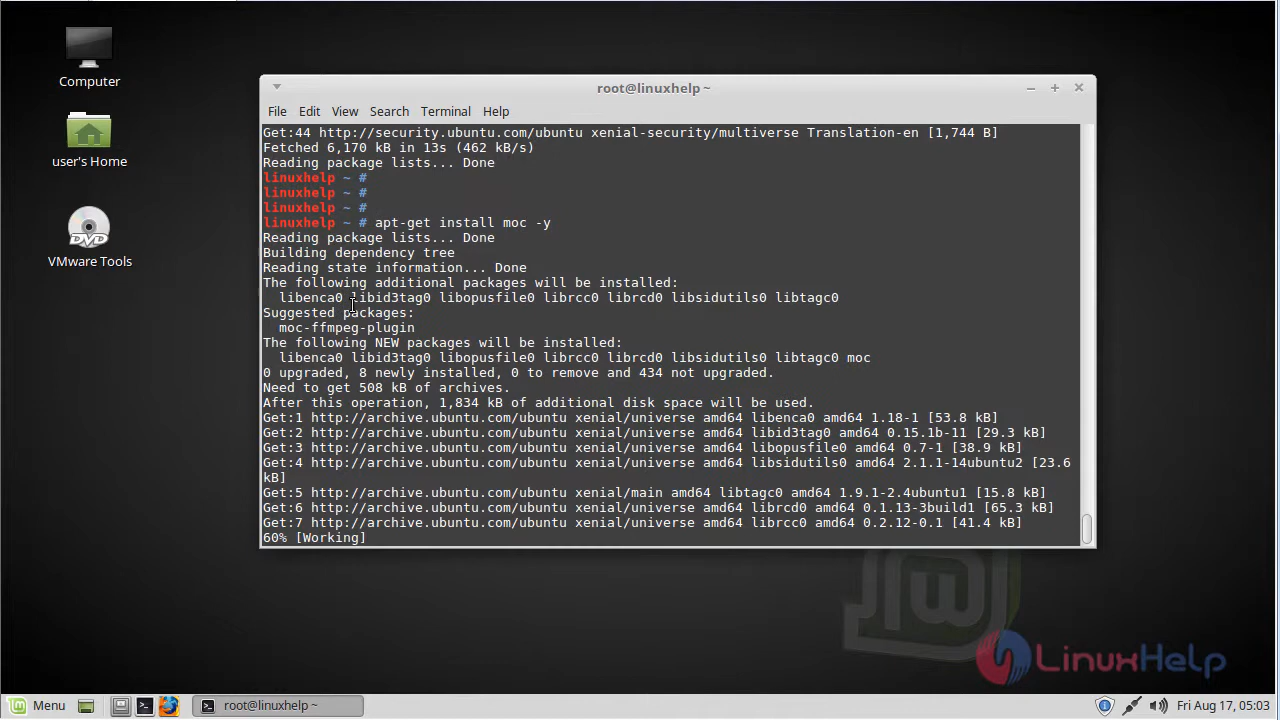 Computer
user's Home
DVD
VMware Tools
root@linuxhelp ~
File Edit View Search Terminal Help
Get:44 http://security.ubuntu.com/ubuntu xenial-security/multiverse Translation-en [1,744 B]
Fetched 6,170 kB in 13s (462 kB/s)
Reading package lists... Done
linuxhelp ~ #
linuxhelp ~ #
linuxhelp ~ #
linuxhelp ~ # apt-get install moc -y
Reading package lists... Done
Building dependency tree
Reading state information... Done
The following additional packages will be installed:
libenca0 libid3tag0 libopusfile0 librcc0 librcd0 libsidutils0 libtagc0
Suggested packages:
moc-ffmpeg-plugin
The following NEW packages will be installed:
libenca0 libid3tag0 libopusfile0 librcc0 librcd0 libsidutils0 libtagc0 moc
0 upgraded, 8 newly installed, 0 to remove and 434 not upgraded.
Need to get 508 kB of archives.
After this operation, 1,834 kB of additional disk space will be used.
Get:1 http://archive.ubuntu.com/ubuntu xenial/universe amd64 libenca0 amd64 1.18-1 [53.8 kB]
Get:2 http://archive.ubuntu.com/ubuntu xenial/universe amd64 libid3tag0 amd64 0.15.1b-11 [29.3 kB]
Get:3 http://archive.ubuntu.com/ubuntu xenial/universe amd64 libopusfile0 amd64 0.7-1 [38.9 kB]
Get:4 http://archive.ubuntu.com/ubuntu xenial/universe amd64 libsidutils0 amd64 2.1.1-14ubuntu2 [23.6
kB]
Get:5 http://archive.ubuntu.com/ubuntu xenial/main amd64 libtagc0 amd64 1.9.1-2.4ubuntu1 [15.8 kB]
Get:6 http://archive.ubuntu.com/ubuntu xenial/universe amd64 librcd0 amd64 0.1.13-3build1 [65.3 kB]
Get:7 http://archive.ubuntu.com/ubuntu xenial/universe amd64 librcc0 amd64 0.2.12-0.1 [41.4 kB]
60% [Working]
LinuxHelp
Menu
root@linuxhelp ~
Fri Aug 17, 05:03